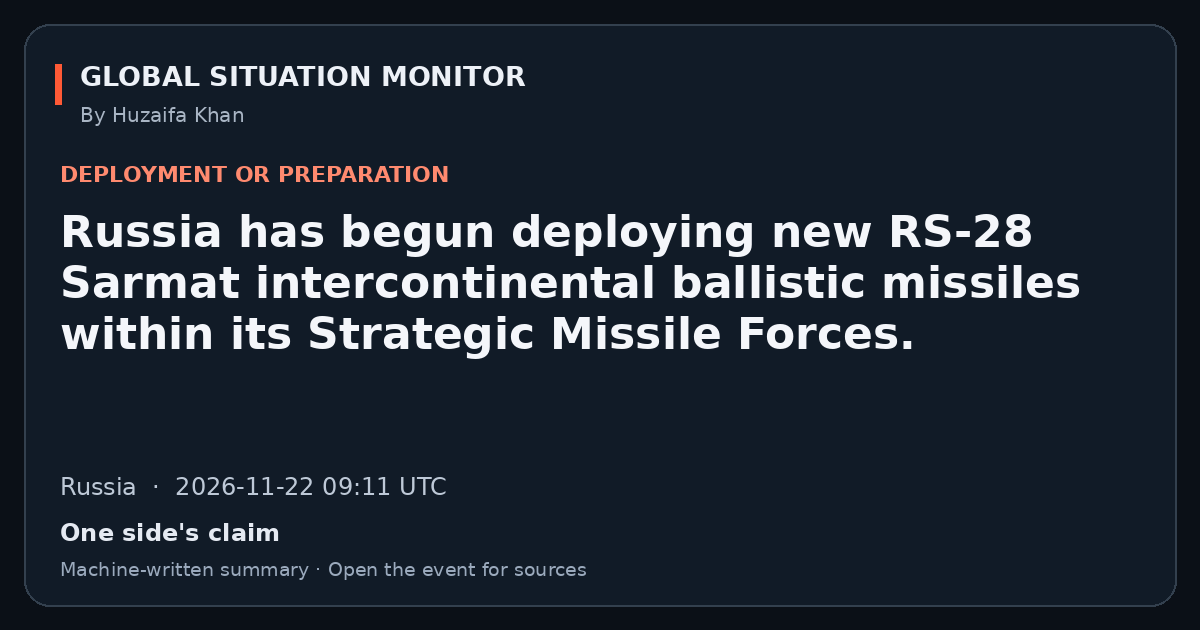 GLOBAL SITUATION MONITOR
By Huzaifa Khan
DEPLOYMENT OR PREPARATION
Russia has begun deploying new RS-28
Sarmat intercontinental ballistic missiles
within its Strategic Missile Forces.
Russia · 2026-11-22 09:11 UTC
One side's claim
Machine-written summary · Open the event for sources